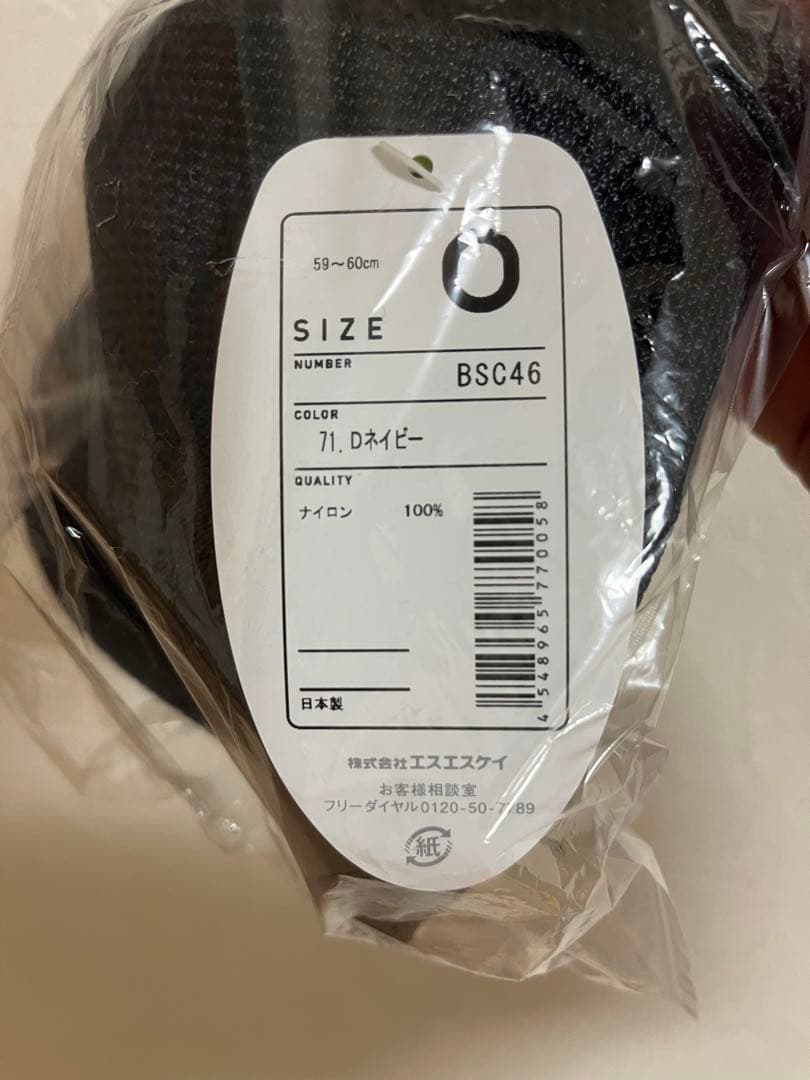 59〜60cm
O
SIZE
NUMBER
BSC46
COLOR
71. Dネイビー
QUALITY
ナイロン 100%
4548965770058
日本製
株式会社エスエスケイ
お客様相談室
フリーダイヤル0120-50-7789
紙